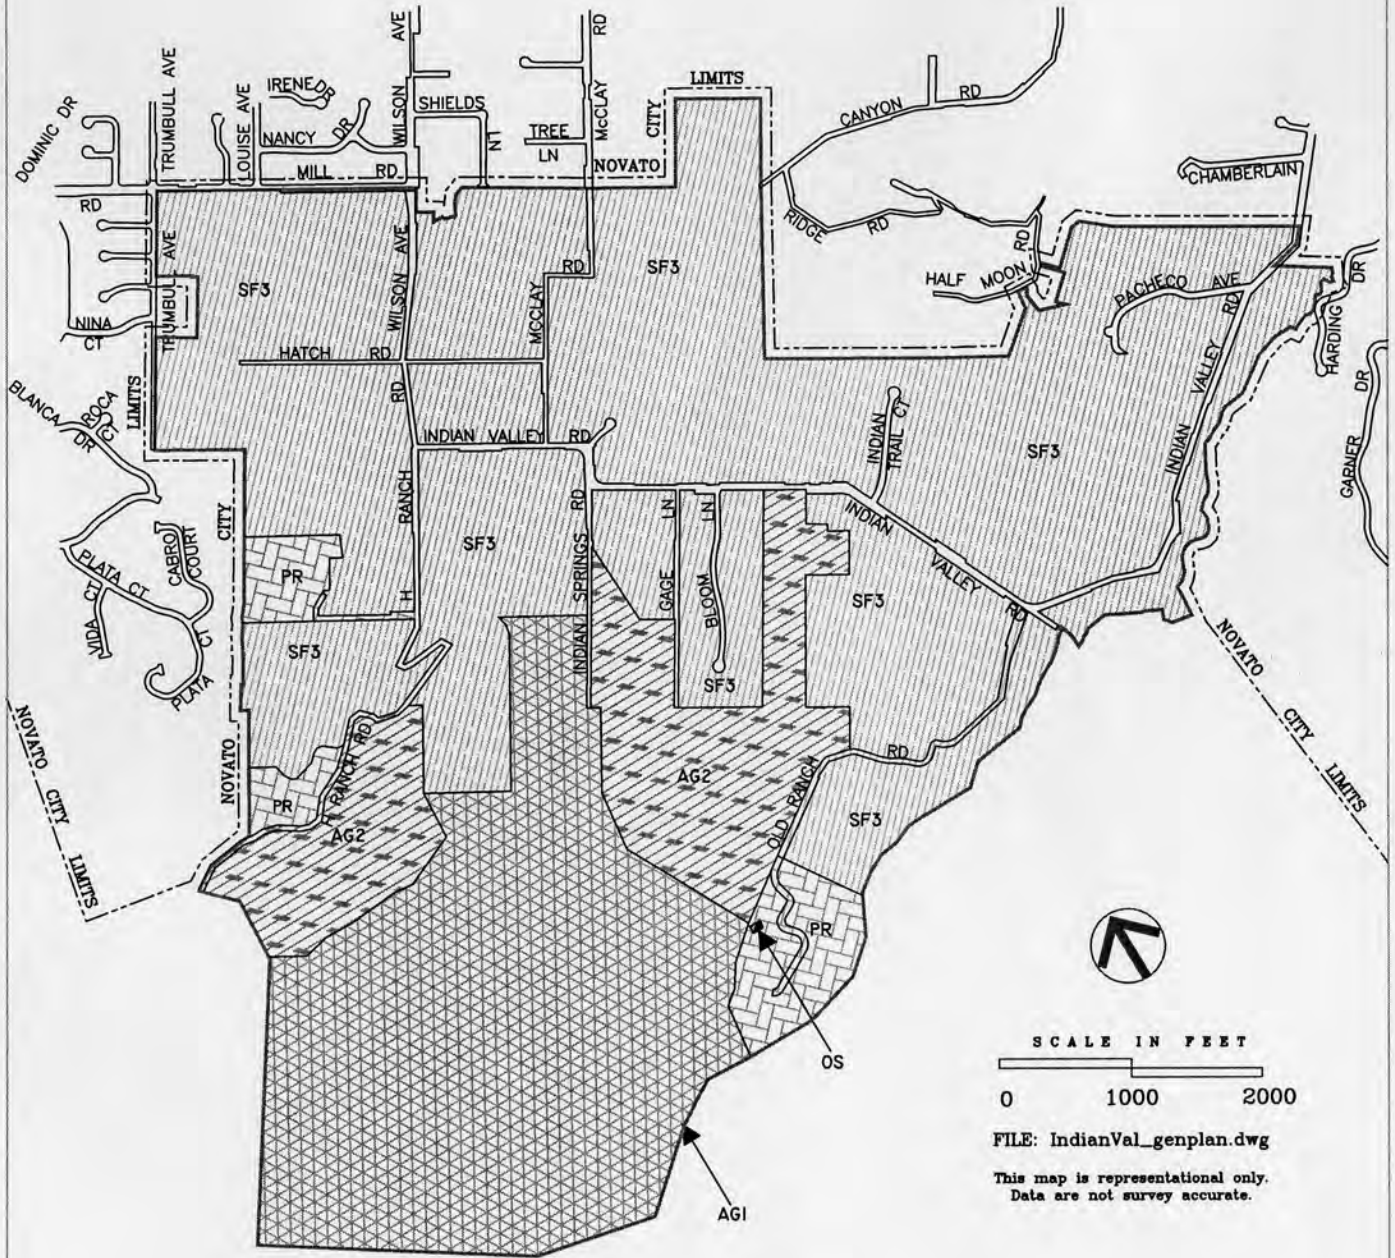 DOMINIC DR
TRUMBULL AVE
LOUISE AVE
IRENE DR
NANCY DR
MILL RD
RD
WILSON AVE
SHIELDS LN
TREE LN
McCLAY RD
NOVATO CITY LIMITS
CANYON RD
RIDGE RD
HALF MOON RD
CHAMBERLAIN
PACHECO AVE
HARDING DR
GARNER DR
TRUMBULL AVE
NINA CT
SF3
WILSON AVE
MCCLAY RD
SF3
HATCH RD
RD
LIMITS
BLANCA DR
ROCA CT
INDIAN VALLEY RD
INDIAN TRAIL CT
SF3
INDIAN VALLEY RD
CITY
H RANCH
SF3
INDIAN SPRINGS RD
GAGE LN
BLOOM LN
INDIAN VALLEY RD
CABRO COURT
PLATA CT
VIDA CT
PLATA CT
PR
SF3
SF3
SF3
NOVATO CITY LIMITS
NOVATO
NOVATO CITY LIMITS
H RANCH RD
PR
AG2
AG2
OLD RANCH RD
SF3
PR
OS
AG1
SCALE IN FEET
0 1000 2000
FILE: IndianVal_genplan.dwg
This map is representational only.
Data are not survey accurate.